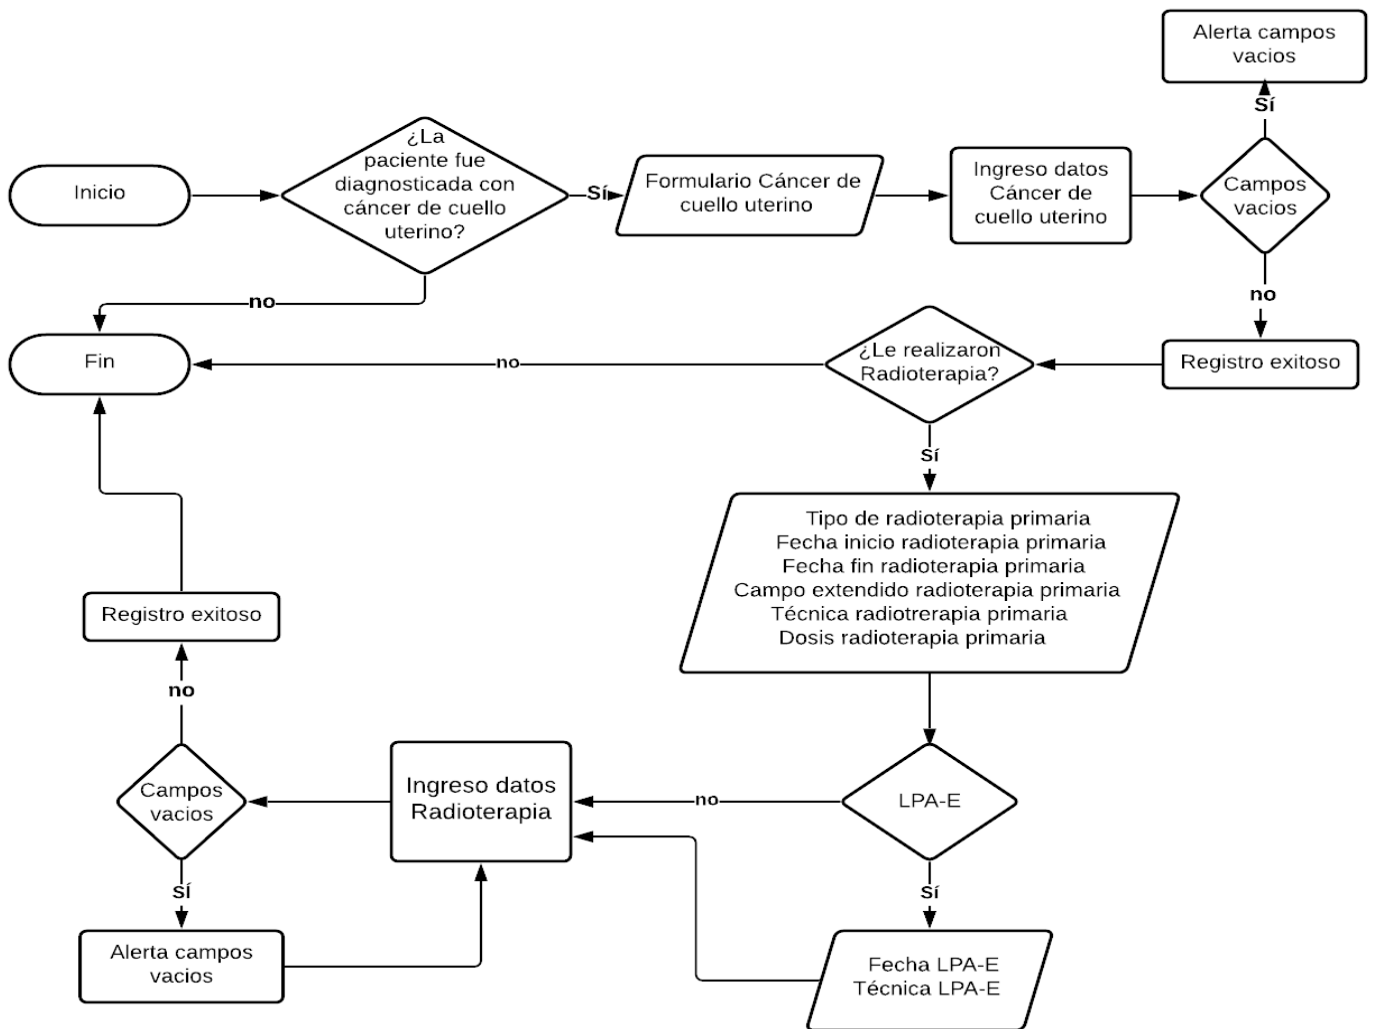 Alerta campos
vacios
Sí
Inicio
¿La
paciente fue
diagnosticada con
cáncer de cuello
uterino?
Sí
Formulario Cáncer de
cuello uterino
Ingreso datos
Cáncer de
cuello uterino
Campos
vacios
no
no
Fin
no
¿Le realizaron
Radioterapia?
Registro exitoso
Sí
Tipo de radioterapia primaria
Fecha inicio radioterapia primaria
Fecha fin radioterapia primaria
Campo extendido radioterapia primaria
Técnica radiotrerapia primaria
Dosis radioterapia primaria
Registro exitoso
no
Campos
vacios
Ingreso datos
Radioterapia
no
LPA-E
Sí
Sí
Alerta campos
vacios
Fecha LPA-E
Técnica LPA-E